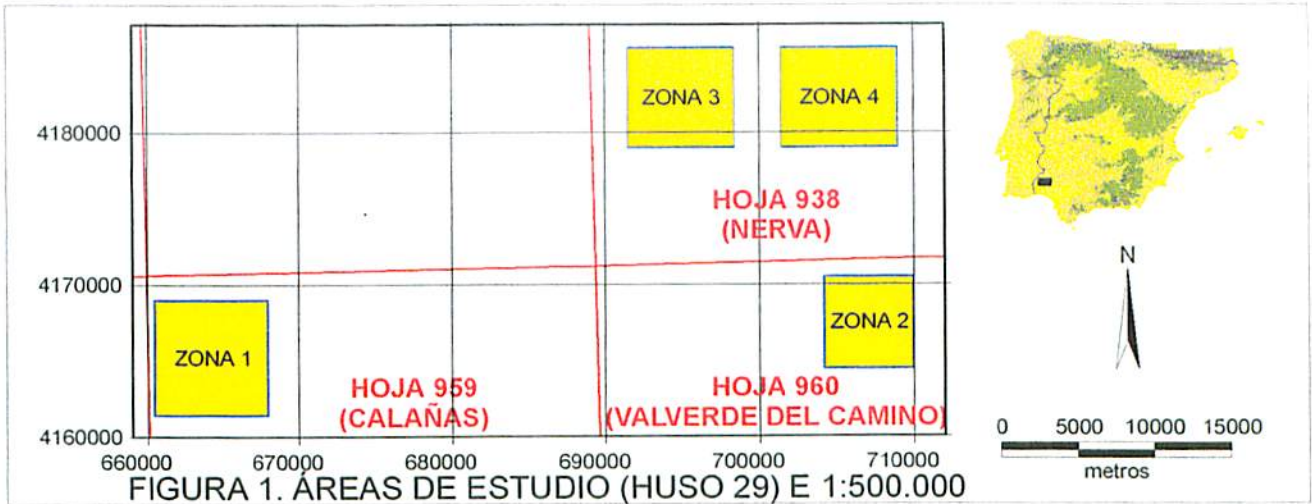 ZONA 3
ZONA 4
4180000
HOJA 938
(NERVA)
N
4170000
ZONA 2
ZONA 1
HOJA 959
(CALAÑAS)
HOJA 960
(VALVERDE DEL CAMINO)
4160000
660000 670000 680000 690000 700000 710000
0 5000 10000 15000
metros
FIGURA 1. ÁREAS DE ESTUDIO (HUSO 29) E 1:500.000